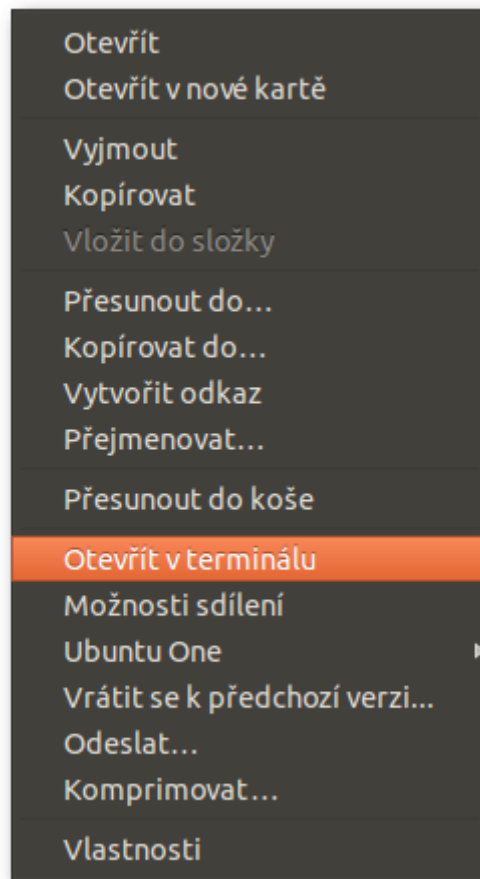 Otevřít
Otevřít v nové kartě
Vyjmout
Kopírovat
Vložit do složky
Přesunout do…
Kopírovat do…
Vytvořit odkaz
Přejmenovat…
Přesunout do koše
Otevřít v terminálu
Možnosti sdílení
Ubuntu One
Vrátit se k předchozí verzi...
Odeslat…
Komprimovat…
Vlastnosti